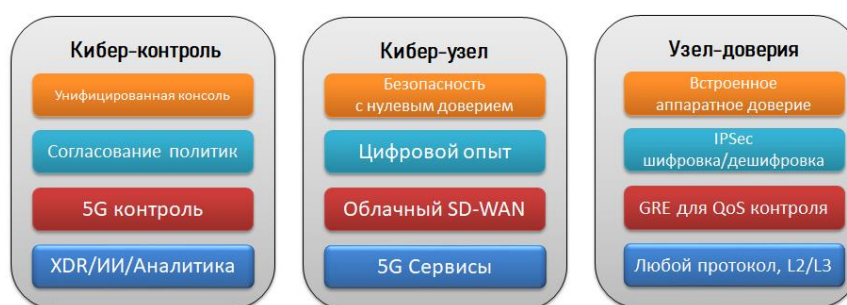 Кибер-контроль
Унифицированная консоль
Согласование политик
5G контроль
XDR/ИИ/Аналитика
Кибер-узел
Безопасность
с нулевым доверием
Цифровой опыт
Облачный SD-WAN
5G Сервисы
Узел-доверия
Встроенное
аппаратное доверие
IPSec
шифровка/дешифровка
GRE для QoS контроля
Любой протокол, L2/L3